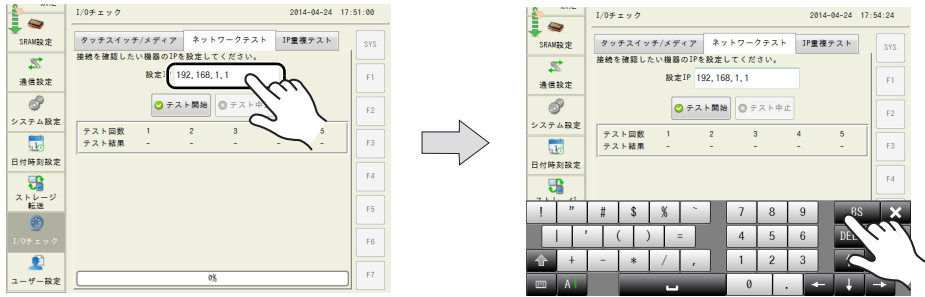 I/Oチェック 2014-04-24 17:51:00
SRAM設定
通信設定
システム設定
日付時刻設定
ストレージ
転送
I/Oチェック
ユーザー設定
タッチスイッチ/メディア ネットワークテスト IP重複テスト
接続を確認したい機器のIPを設定してください。
192.168.1.1
テスト開始
テスト回数 1 2 3
テスト結果 - - -
0%
SYS
F1
F2
F3
F4
F5
F6
F7
I/Oチェック 2014-04-24 17:54:24
SRAM設定
通信設定
システム設定
日付時刻設定
タッチスイッチ/メディア ネットワークテスト IP重複テスト
接続を確認したい機器のIPを設定してください。
設定IP 192.168.1.1
テスト開始 テスト中止
テスト回数 1 2 3 4 5
テスト結果 - - - - -
SYS
F1
F2
F3
F4
! " # $ % ~ 7 8 9 BS ×
| ' ( ) = 4 5 6
+ - * / , 1 2 3
0 . ← ↓ →